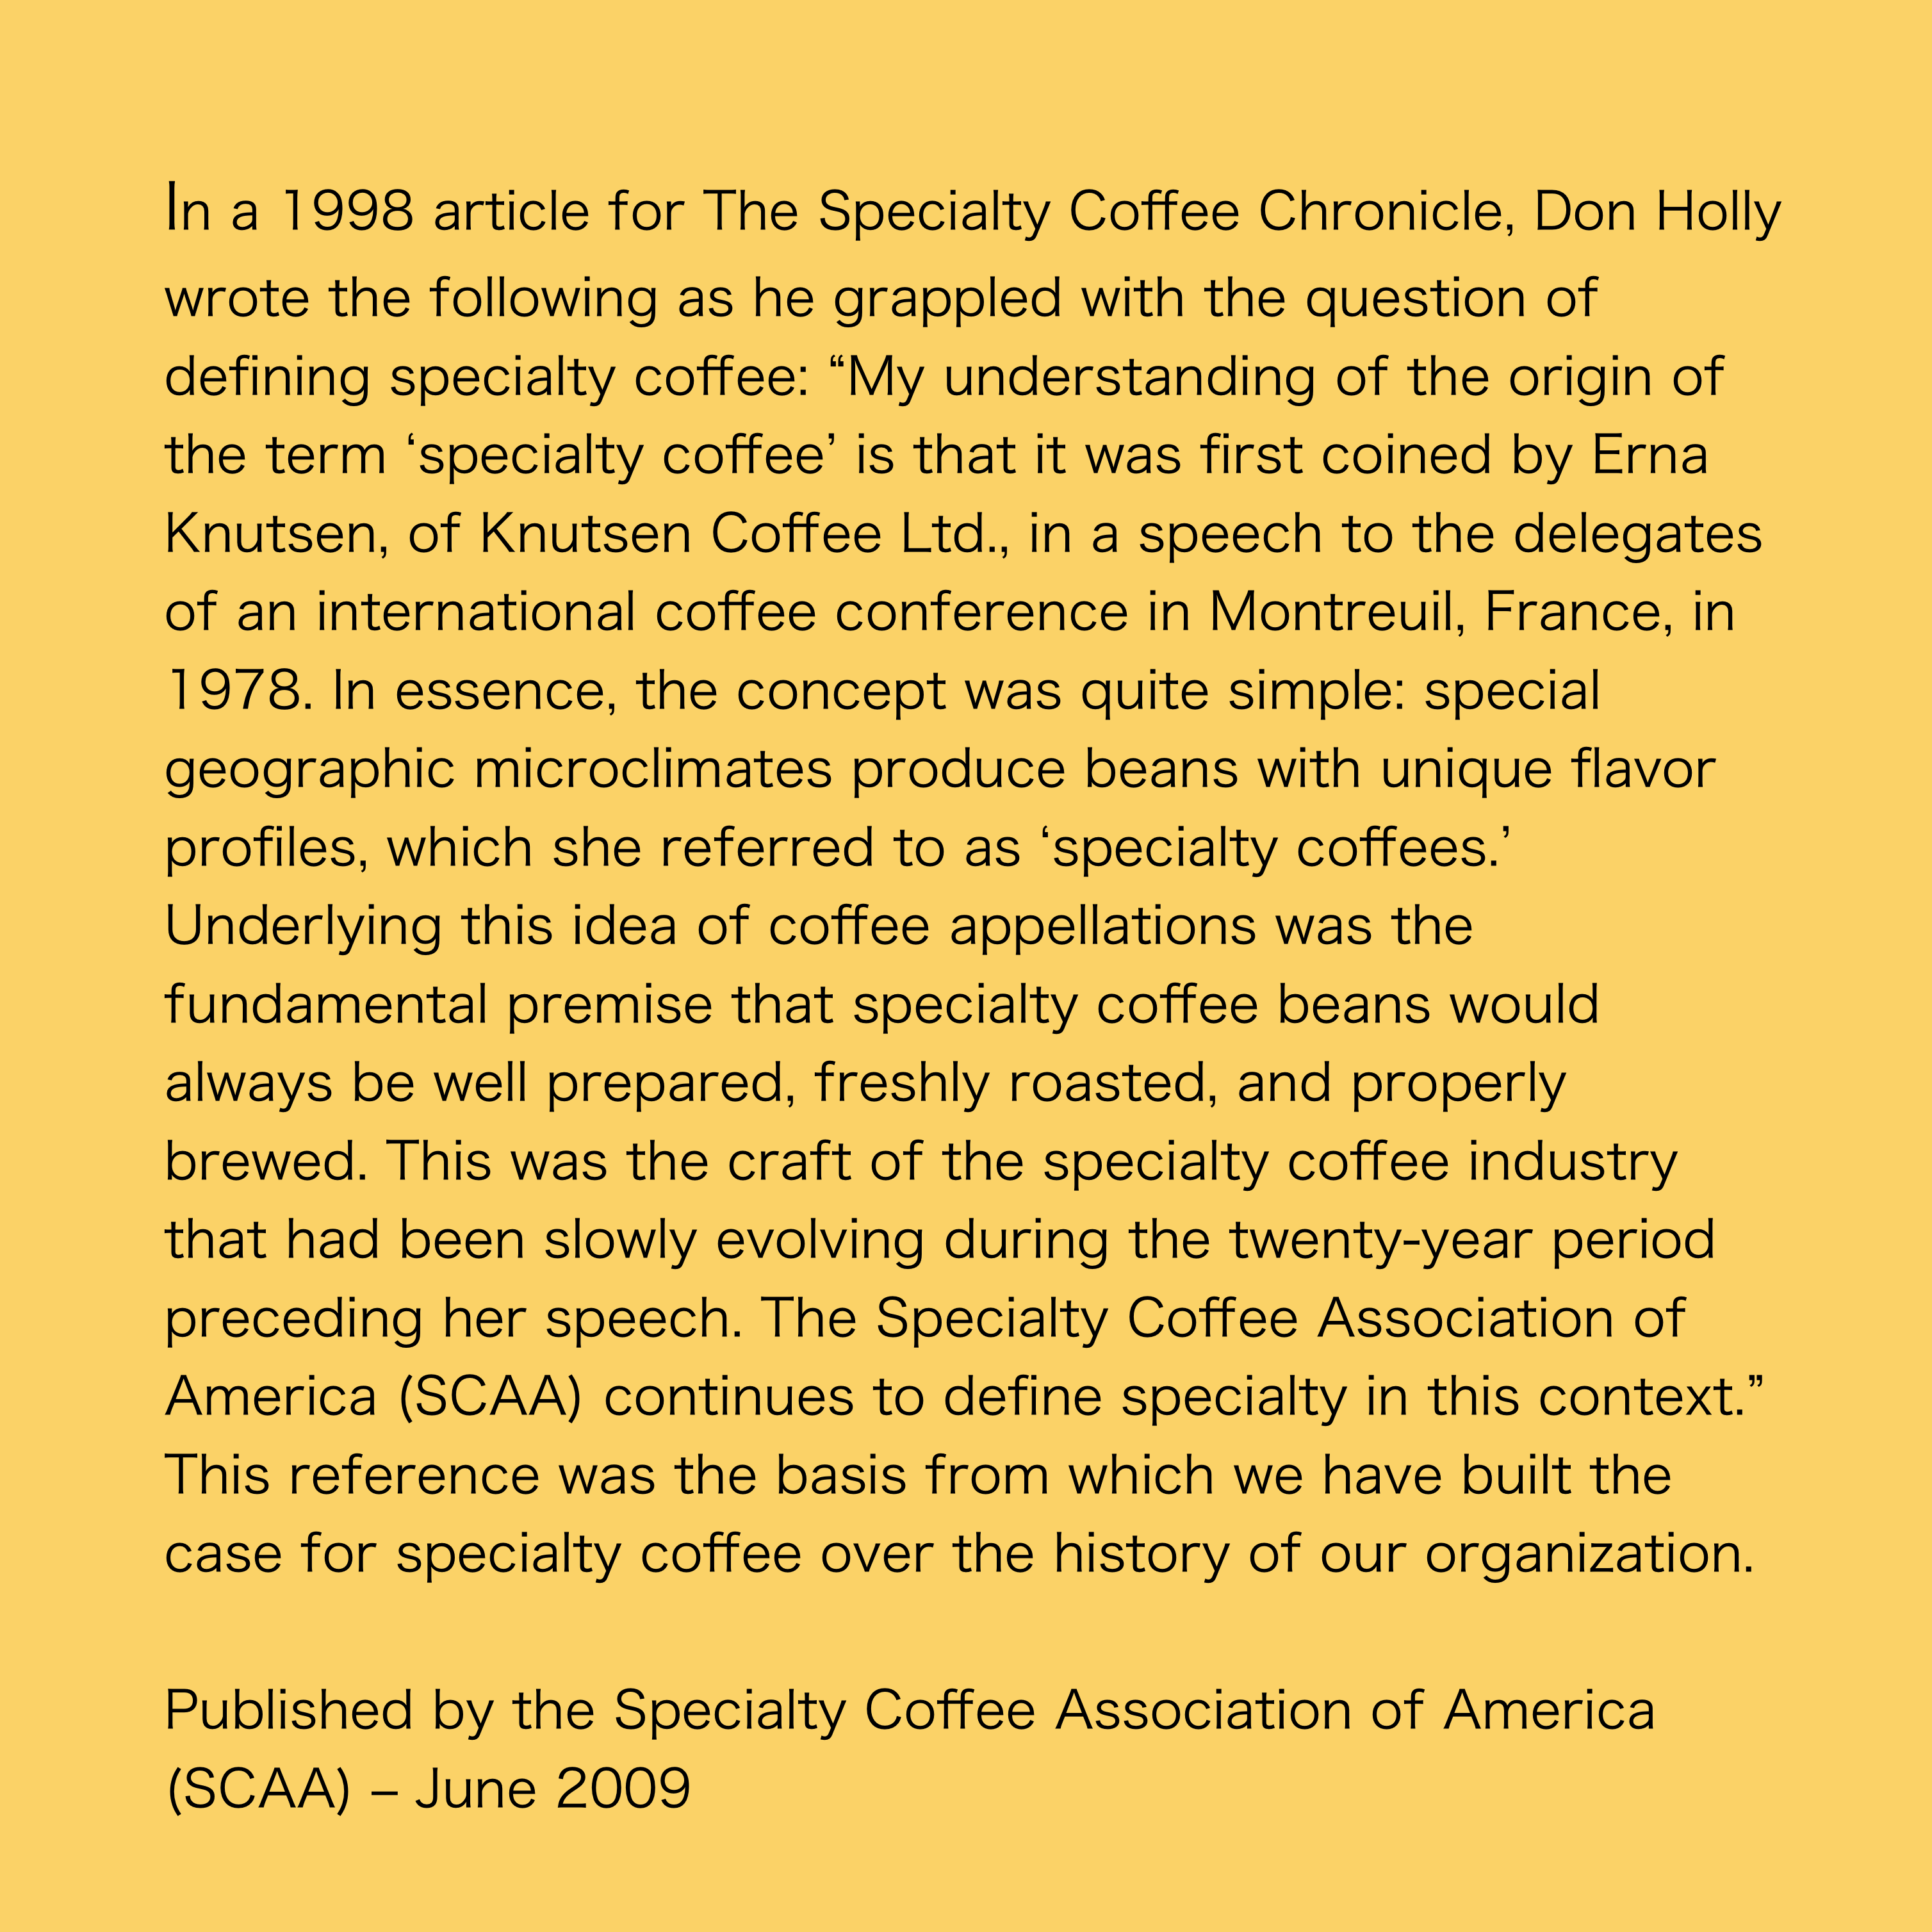 In a 1998 article for The Specialty Coffee Chronicle, Don Holly
wrote the following as he grappled with the question of
defining specialty coffee: “My understanding of the origin of
the term ‘specialty coffee’ is that it was first coined by Erna
Knutsen, of Knutsen Coffee Ltd., in a speech to the delegates
of an international coffee conference in Montreuil, France, in
1978. In essence, the concept was quite simple: special
geographic microclimates produce beans with unique flavor
profiles, which she referred to as ‘specialty coffees.’
Underlying this idea of coffee appellations was the
fundamental premise that specialty coffee beans would
always be well prepared, freshly roasted, and properly
brewed. This was the craft of the specialty coffee industry
that had been slowly evolving during the twenty-year period
preceding her speech. The Specialty Coffee Association of
America (SCAA) continues to define specialty in this context.”
This reference was the basis from which we have built the
case for specialty coffee over the history of our organization.
Published by the Specialty Coffee Association of America
(SCAA) – June 2009